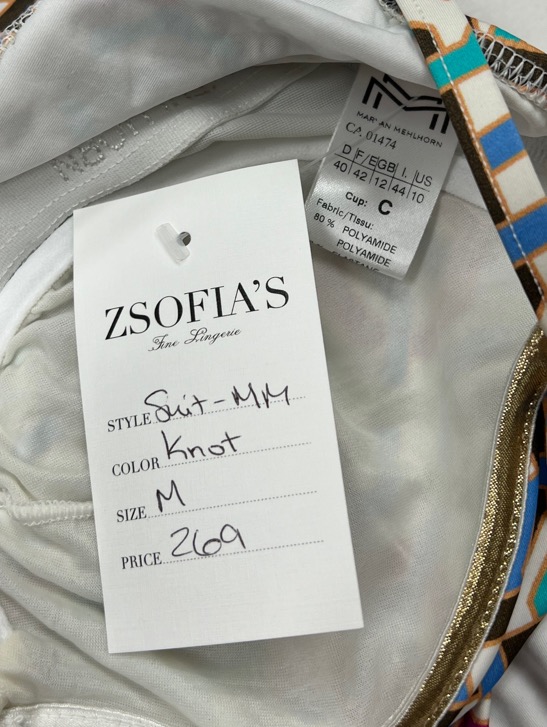 MARYAN MEHLHORN
CA 01474
D F/E GB I. US
40 42 12 44 10
Cup: C
Fabric/Tissu:
80 % POLYAMIDE
POLYAMIDE
ZSOFIA'S
Fine Lingerie
STYLE Suit-MM
COLOR Knot
SIZE M
PRICE 269